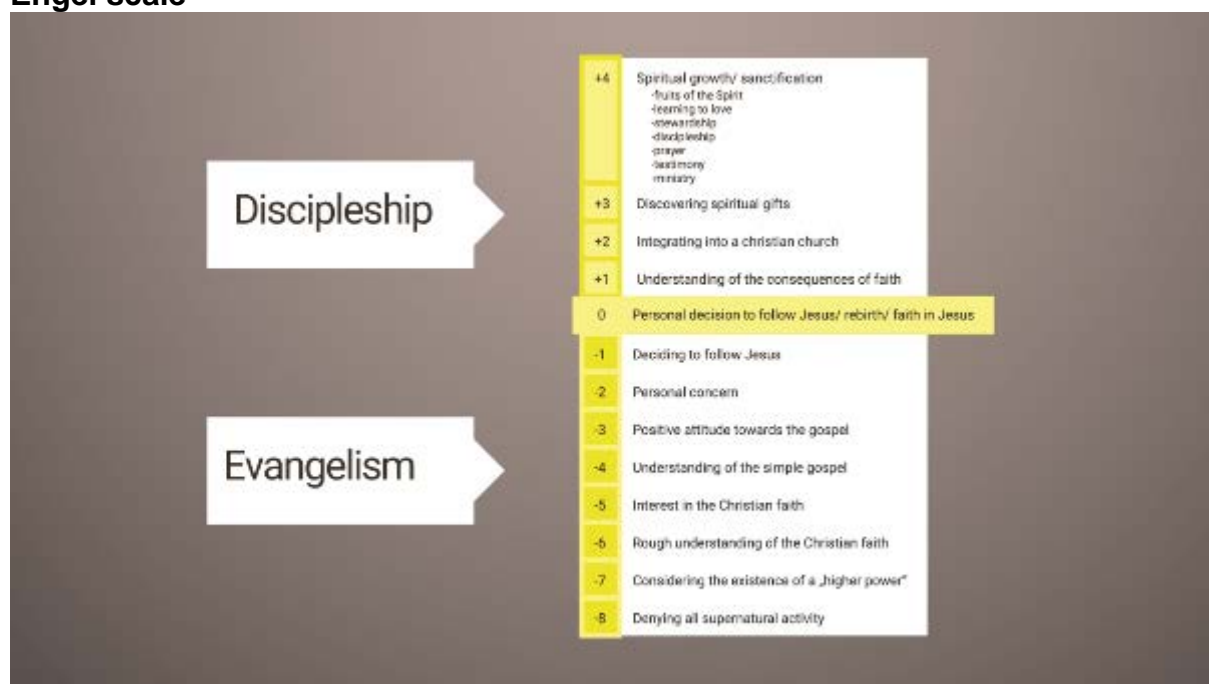 Engel scale
+4 Spiritual growth/ sanctification
-fruits of the Spirit
-learning to love
-stewardship
-discipleship
-prayer
-testimony
-ministry
Discipleship
+3 Discovering spiritual gifts
+2 Integrating into a christian church
+1 Understanding of the consequences of faith
0 Personal decision to follow Jesus/ rebirth/ faith in Jesus
-1 Deciding to follow Jesus
-2 Personal concern
-3 Positive attitude towards the gospel
Evangelism
-4 Understanding of the simple gospel
-5 Interest in the Christian faith
-6 Rough understanding of the Christian faith
-7 Considering the existence of a „higher power“
-8 Denying all supernatural activity